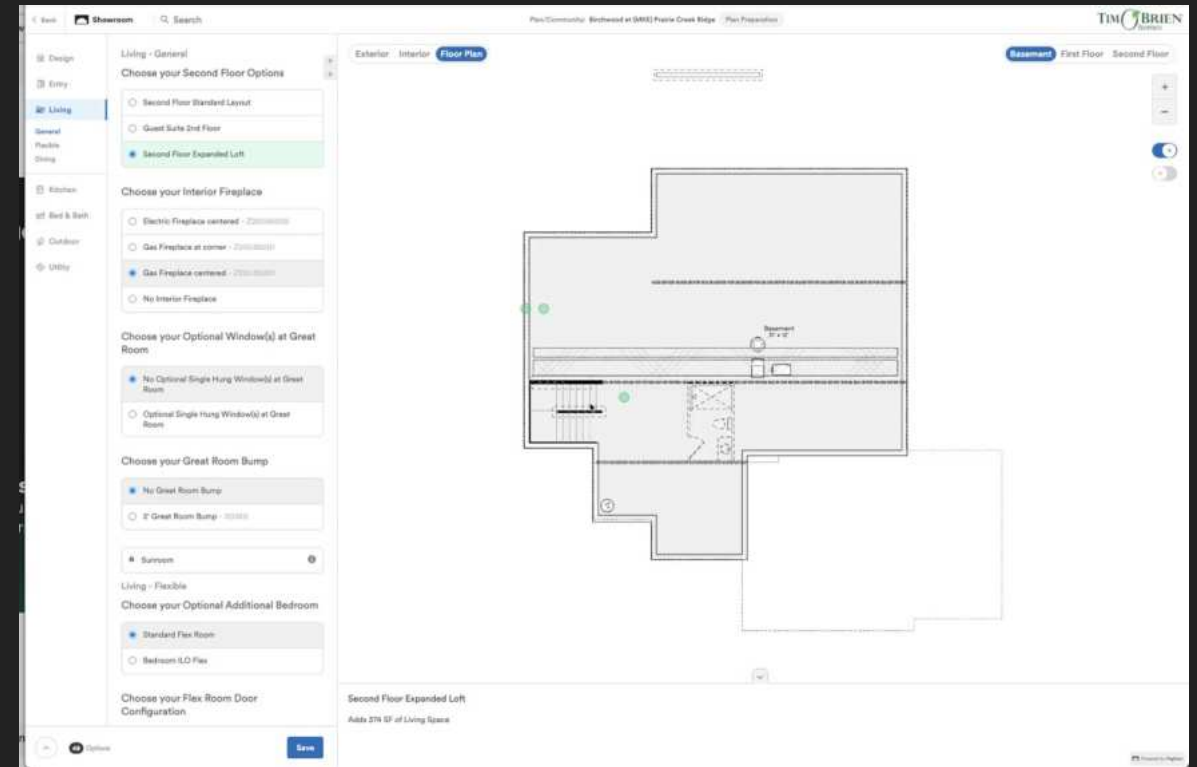 Back
Showroom
Search
Plan/Community: Birchwood at [MKE] Prairie Creek Ridge
Plan Preparation
TIM O'BRIEN
Design
Entry
Living
General
Flexible
Dining
Kitchen
Bed & Bath
Outdoor
Utility
Living - General
Choose your Second Floor Options
Second Floor Standard Layout
Guest Suite 2nd Floor
Second Floor Expanded Loft
Choose your Interior Fireplace
Electric Fireplace centered -
Gas Fireplace at corner -
Gas Fireplace centered -
No Interior Fireplace
Choose your Optional Window(s) at Great
Room
No Optional Single Hung Window(s) at Great
Room
Optional Single Hung Window(s) at Great
Room
Choose your Great Room Bump
No Great Room Bump
2' Great Room Bump -
Sunroom
Living - Flexible
Choose your Optional Additional Bedroom
Standard Flex Room
Bedroom ILO Flex
Choose your Flex Room Door
Configuration
Options
Save
Exterior Interior Floor Plan
Basement First Floor Second Floor
Basement
Second Floor Expanded Loft
Adds 374 SF of Living Space